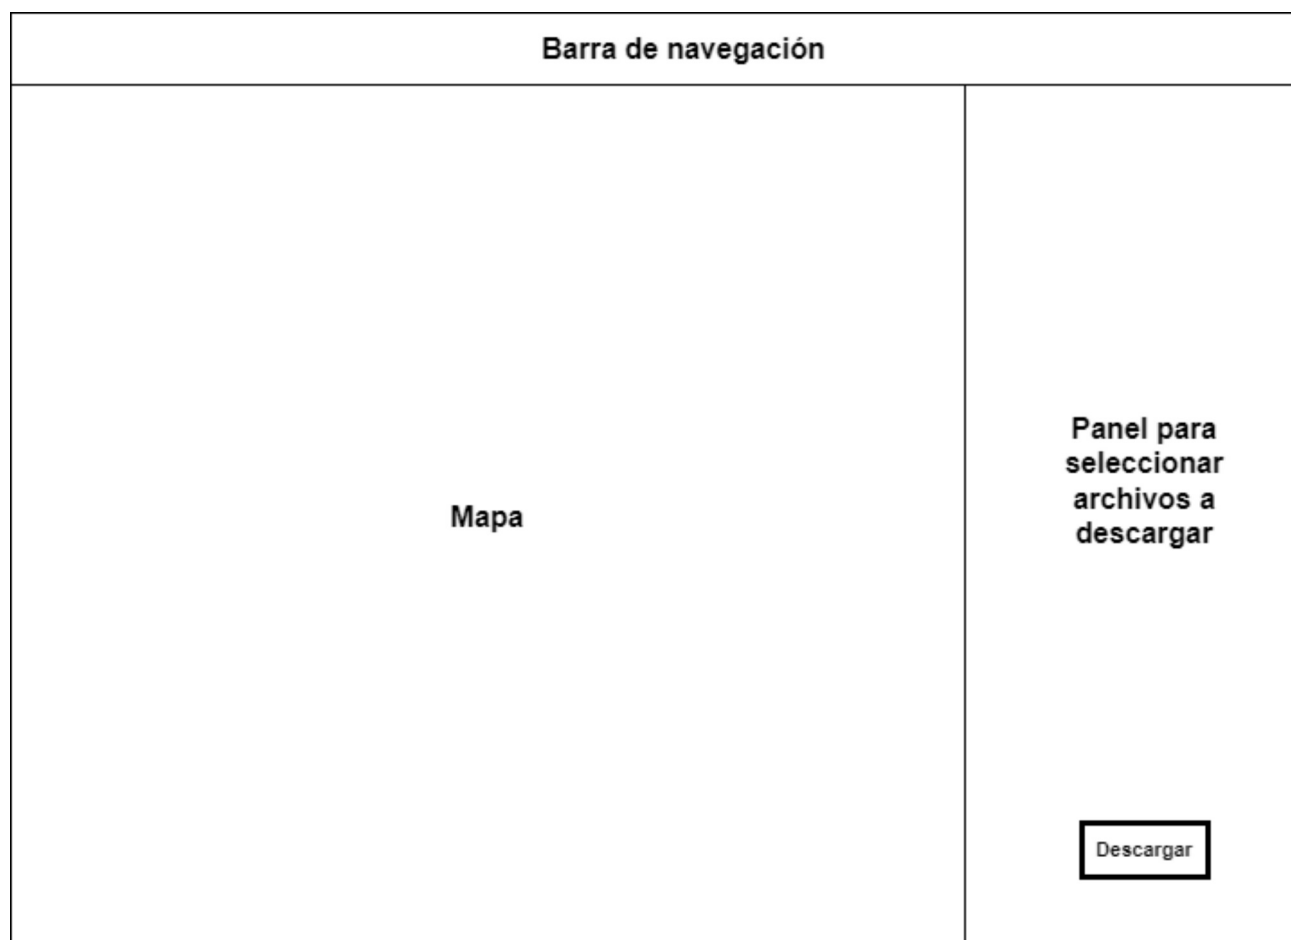 Barra de navegación
Mapa
Panel para
seleccionar
archivos a
descargar
Descargar